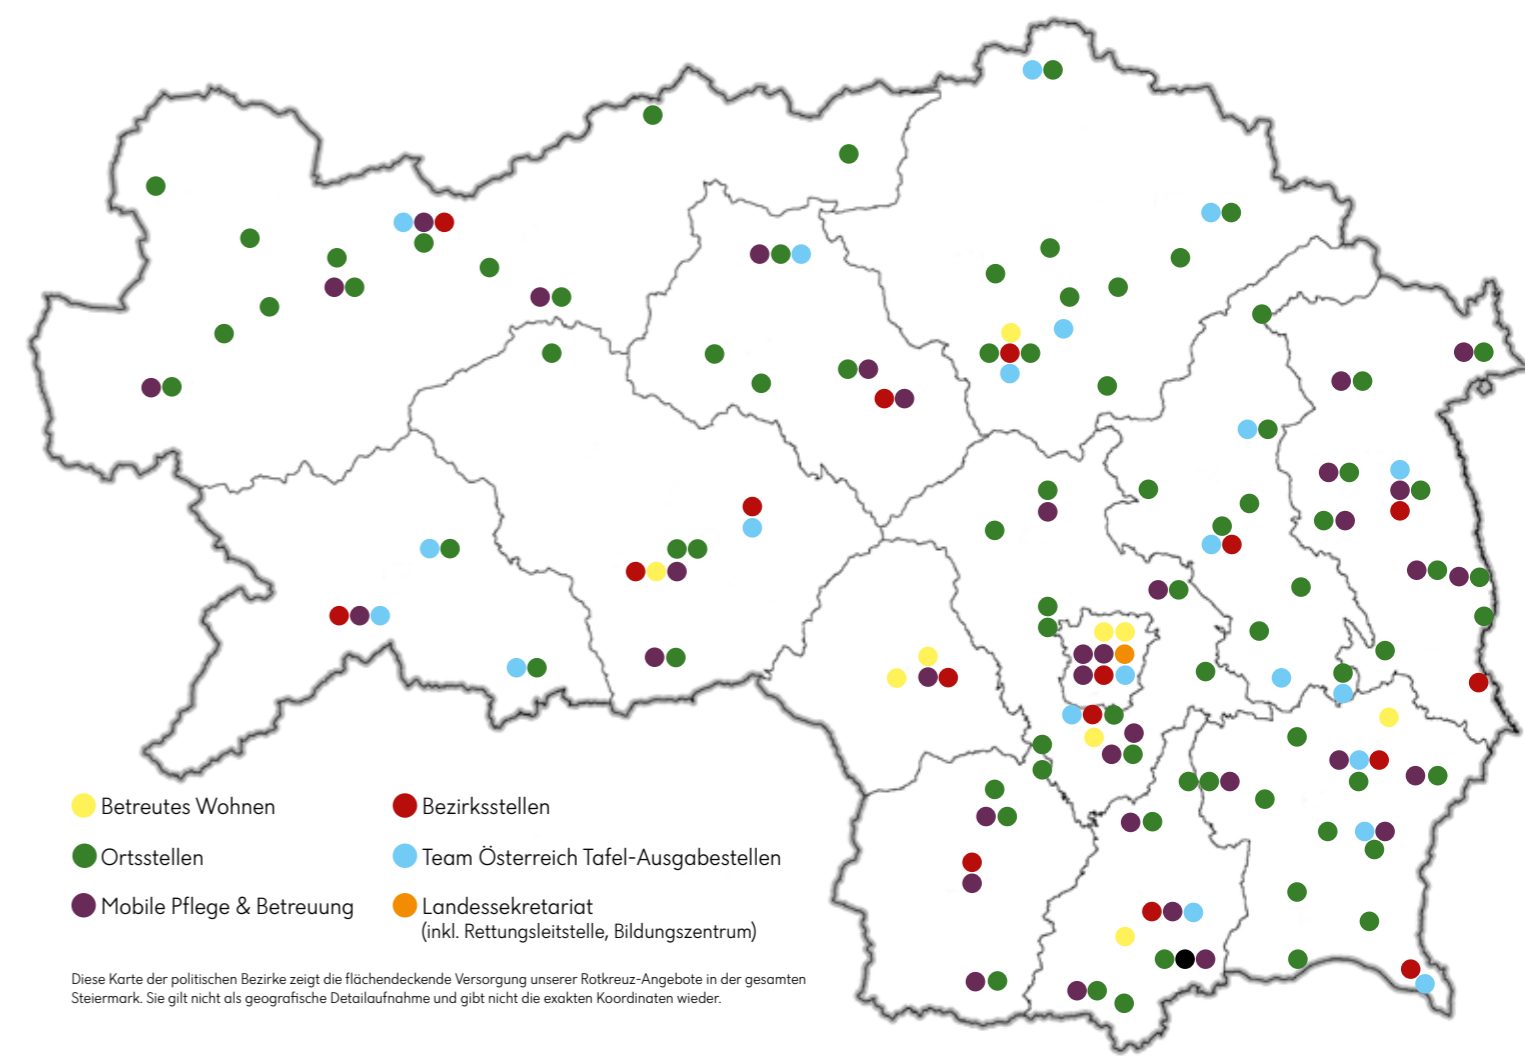 Betreutes Wohnen
Ortsstellen
Mobile Pflege & Betreuung
Bezirksstellen
Team Österreich Tafel-Ausgabestellen
Landessekretariat
(inkl. Rettungsleitstelle, Bildungszentrum)
Diese Karte der politischen Bezirke zeigt die flächendeckende Versorgung unserer Rotkreuz-Angebote in der gesamten
Steiermark. Sie gilt nicht als geografische Detailaufnahme und gibt nicht die exakten Koordinaten wieder.